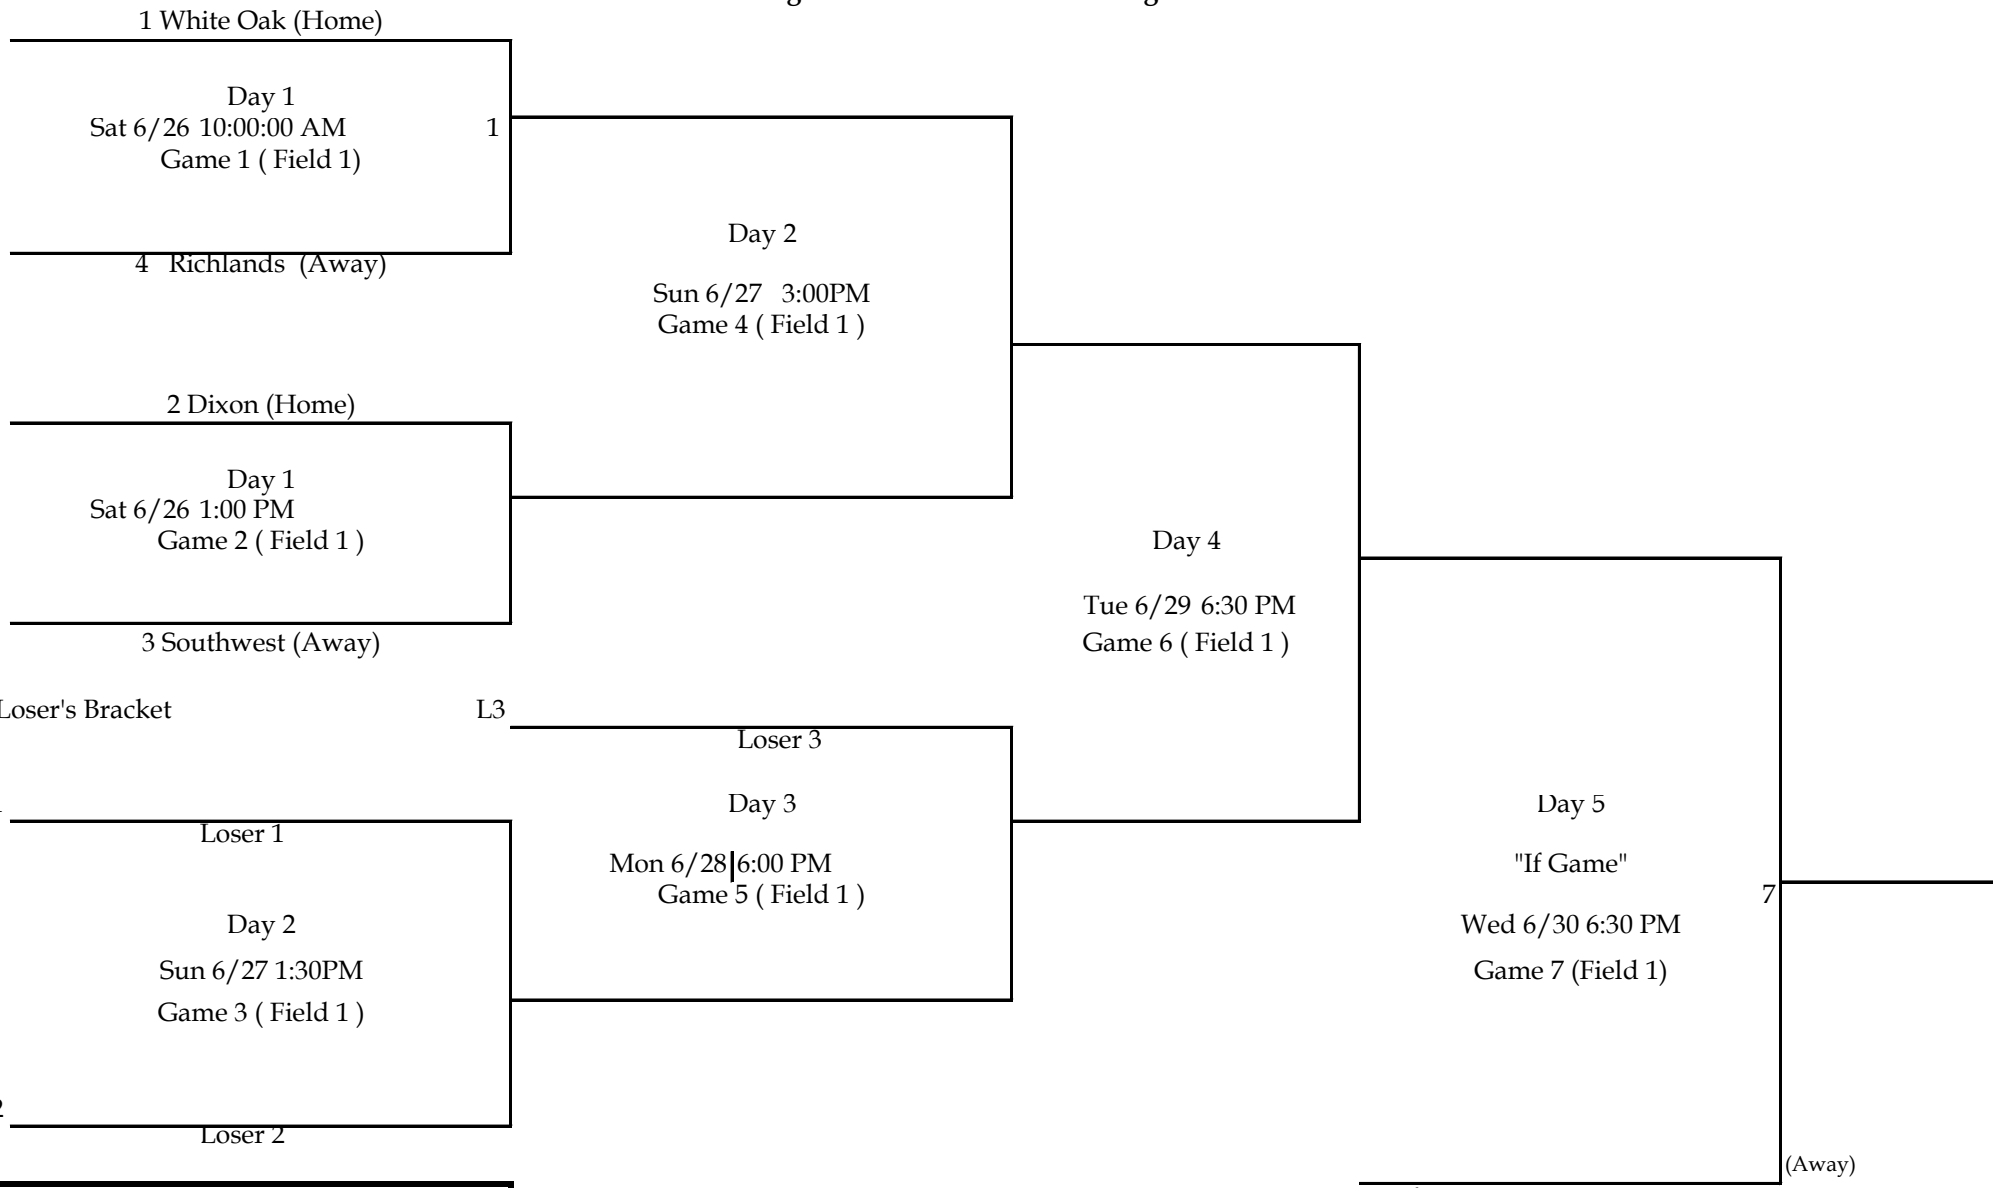 1 White Oak (Home)
Day 1
Sat 6/26 10:00:00 AM
1
Game 1 ( Field 1)
4 Richlands (Away)
Day 2
Sun 6/27 3:00PM
Game 4 ( Field 1 )
2 Dixon (Home)
Day 1
Sat 6/26 1:00 PM
Game 2 ( Field 1 )
3 Southwest (Away)
Day 4
Tue 6/29 6:30 PM
Game 6 ( Field 1 )
Loser's Bracket
L3
Loser 3
Day 3
Mon 6/28 6:00 PM
Game 5 ( Field 1 )
Loser 1
Day 2
Sun 6/27 1:30PM
Game 3 ( Field 1 )
2
Loser 2
Day 5
"If Game"
7
Wed 6/30 6:30 PM
Game 7 (Field 1)
(Away)